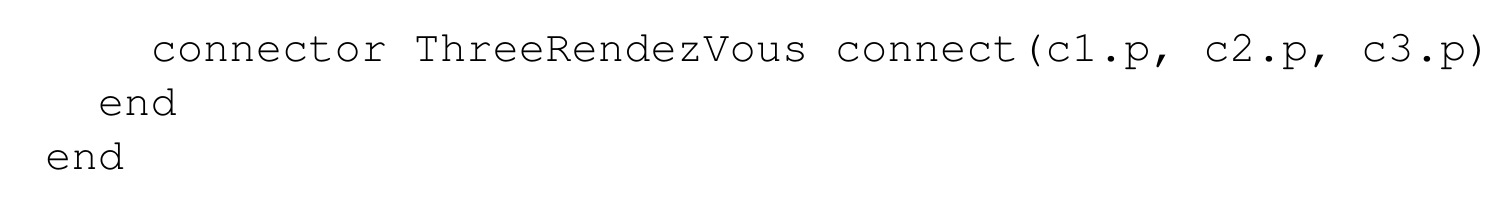 connector ThreeRendezVous connect(c1.p, c2.p, c3.p)
  end
end